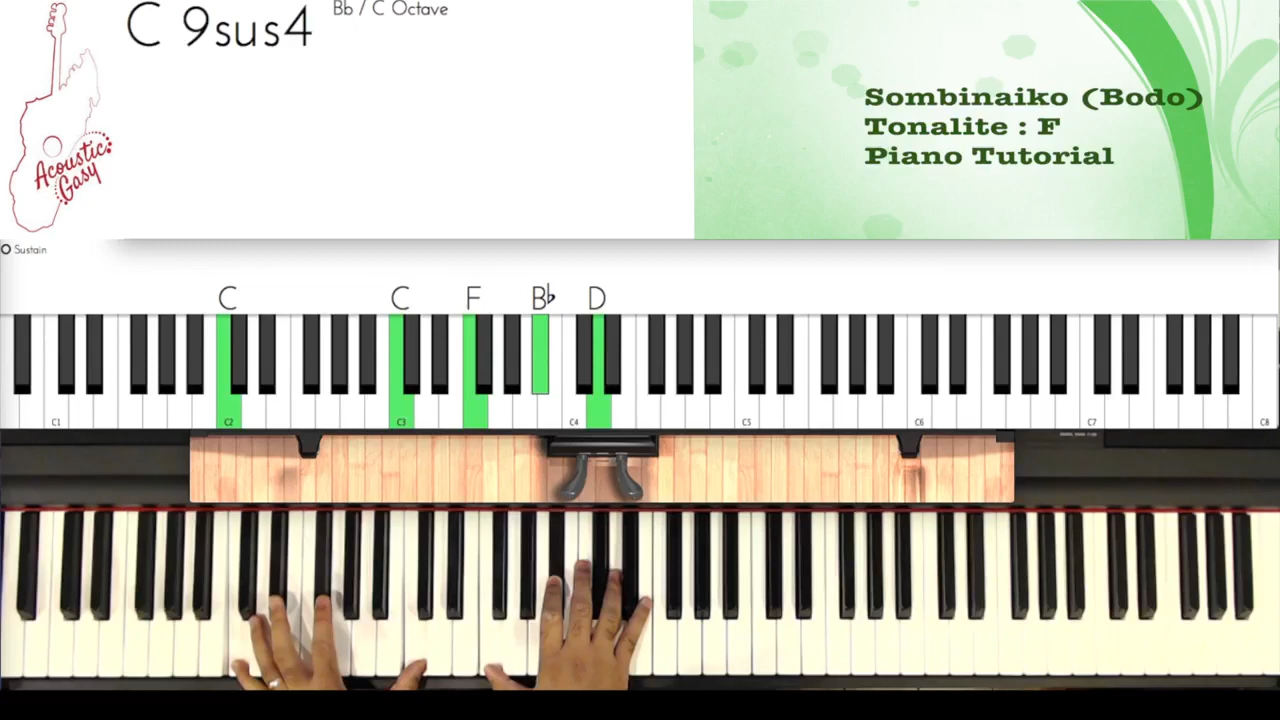 C 9sus4
Bb / C Octave
Acoustic
Gasy
Sombinaiko (Bodo)
Tonalite : F
Piano Tutorial
Sustain
C C F B♭ D
C1 C2 C3 C4 C5 C6 C7 C8